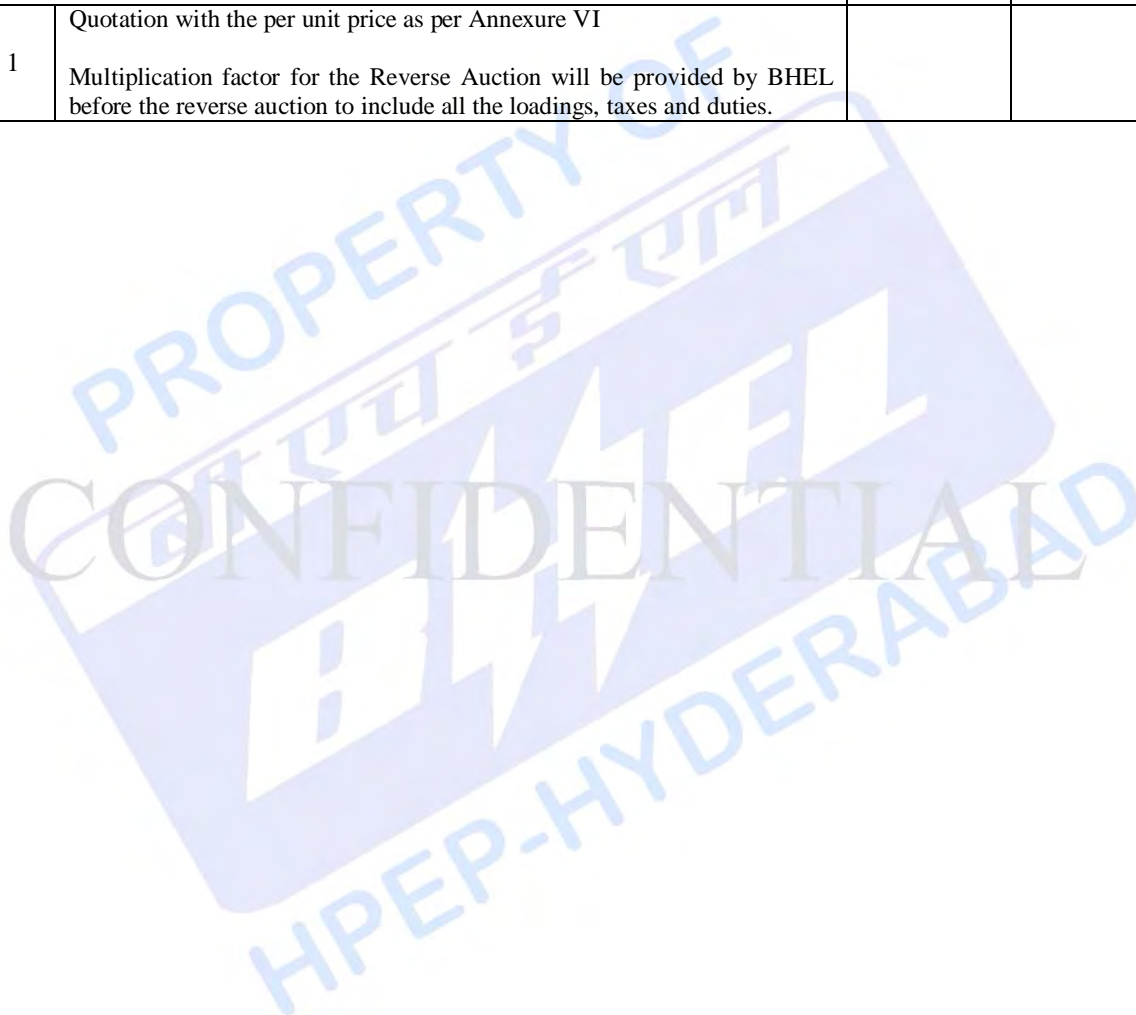 Quotation with the per unit price as per Annexure VI
1
Multiplication factor for the Reverse Auction will be provided by BHEL
before the reverse auction to include all the loadings, taxes and duties.
PROPERTY OF
CONFIDENTIAL
HPEP-HYDERABAD